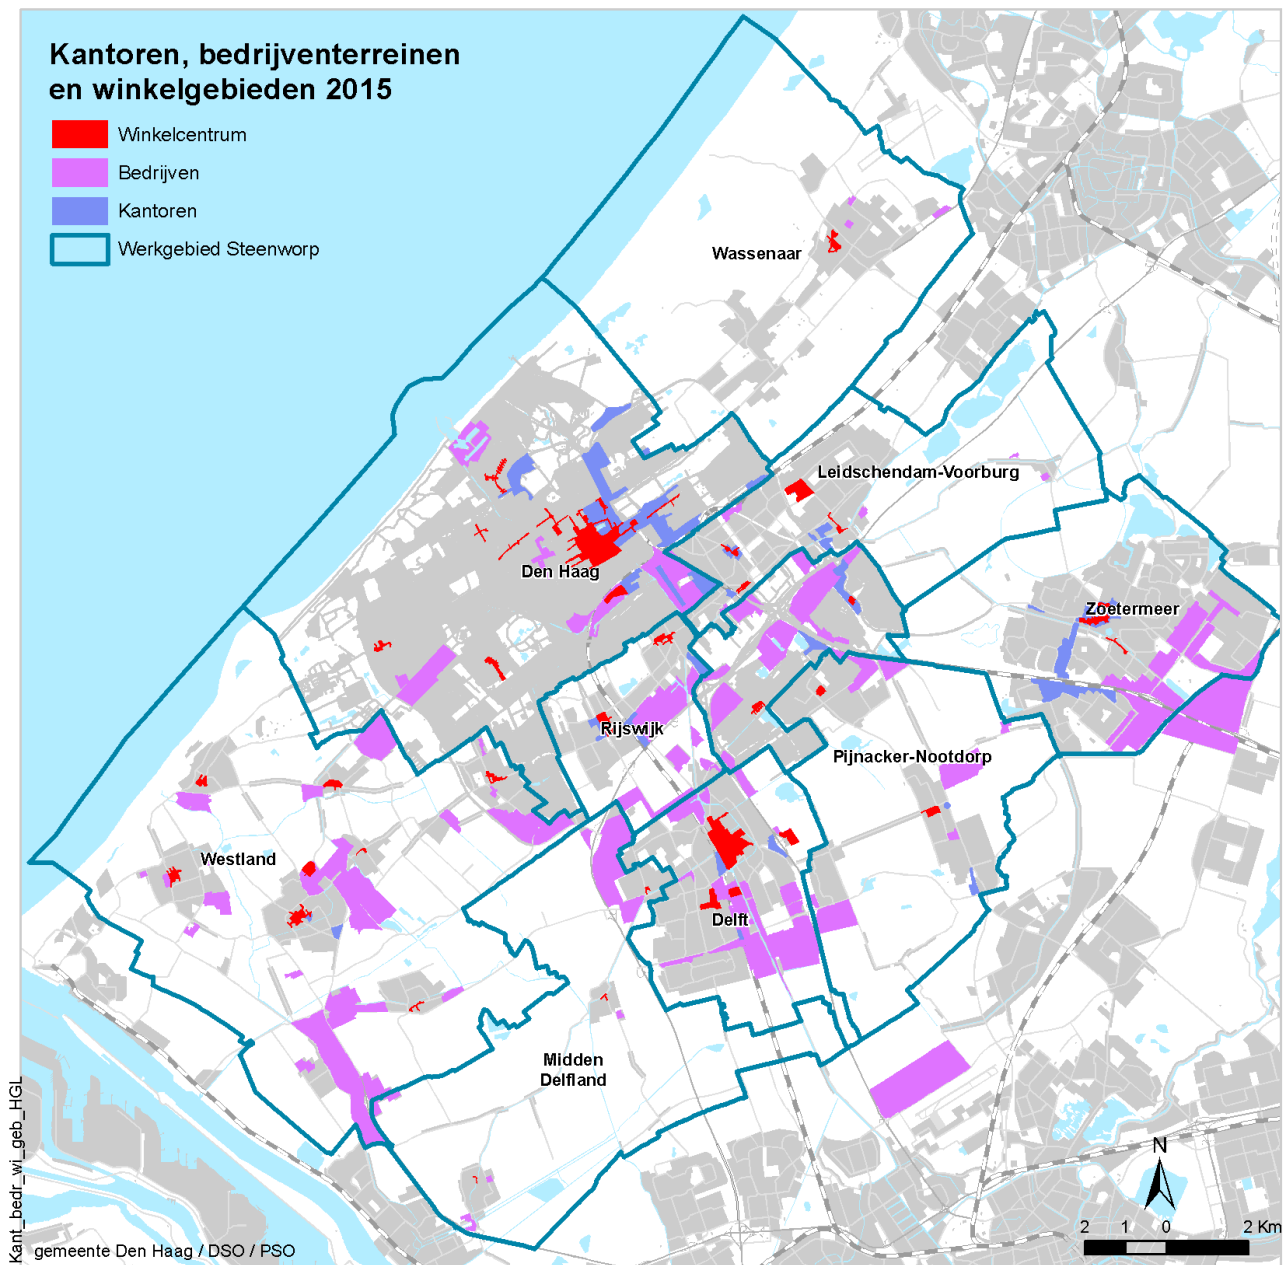 Kantoren, bedrijventerreinen
en winkelgebieden 2015
Winkelcentrum
Bedrijven
Kantoren
Werkgebied Steenworp
Wassenaar
Leidschendam-Voorburg
Den Haag
Zoetermeer
Rijswijk
Pijnacker-Nootdorp
Westland
Delft
Midden
Delfland
N
2 1 0 2 Km
Kant_bedr_wi_geb_HGL
gemeente Den Haag / DSO / PSO